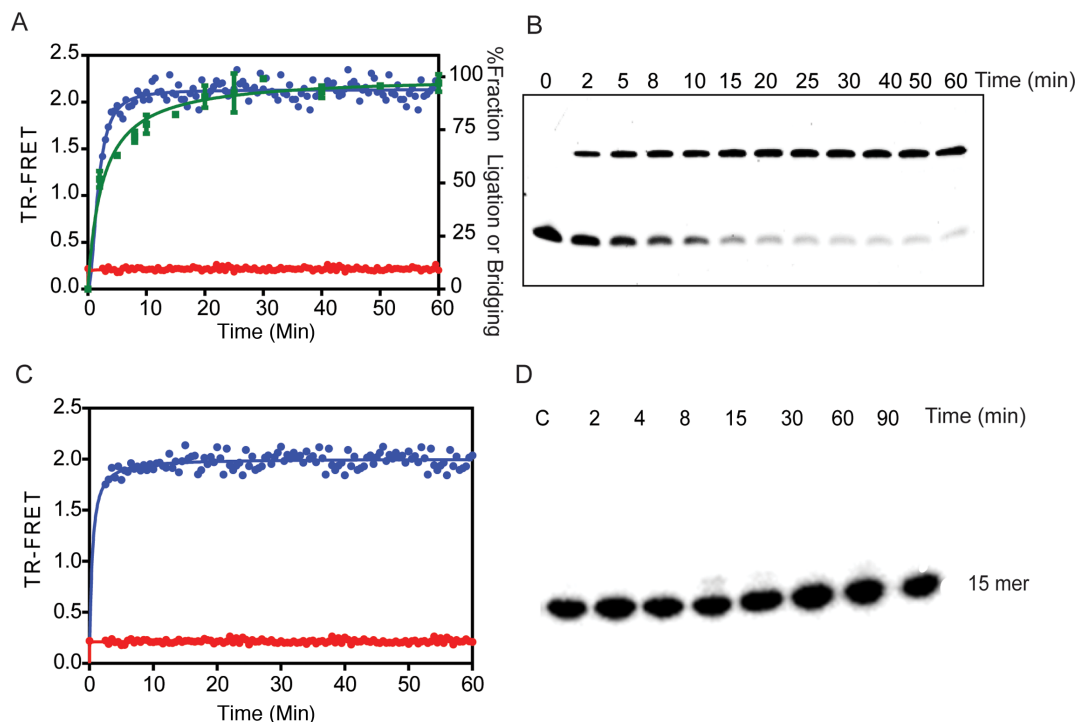 A
2.5
2.0
1.5
1.0
0.5
0.0
TR-FRET
0 10 20 30 40 50 60
Time (Min)
100
75
50
25
0
%Fraction
Ligation or Bridging
B
0 2 5 8 10 15 20 25 30 40 50 60 Time (min)
C
2.5
2.0
1.5
1.0
0.5
0.0
TR-FRET
0 10 20 30 40 50 60
Time (Min)
D
C 2 4 8 15 30 60 90 Time (min)
15 mer